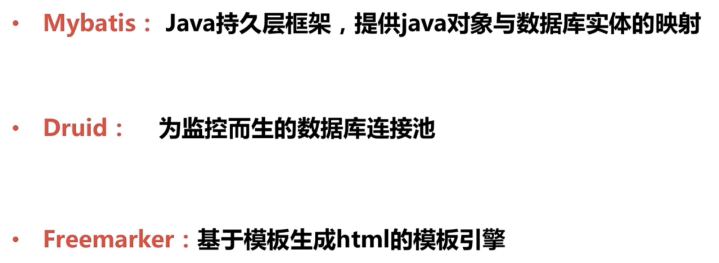 • Mybatis： Java持久层框架，提供java对象与数据库实体的映射
• Druid： 为监控而生的数据库连接池
• Freemarker：基于模板生成html的模板引擎